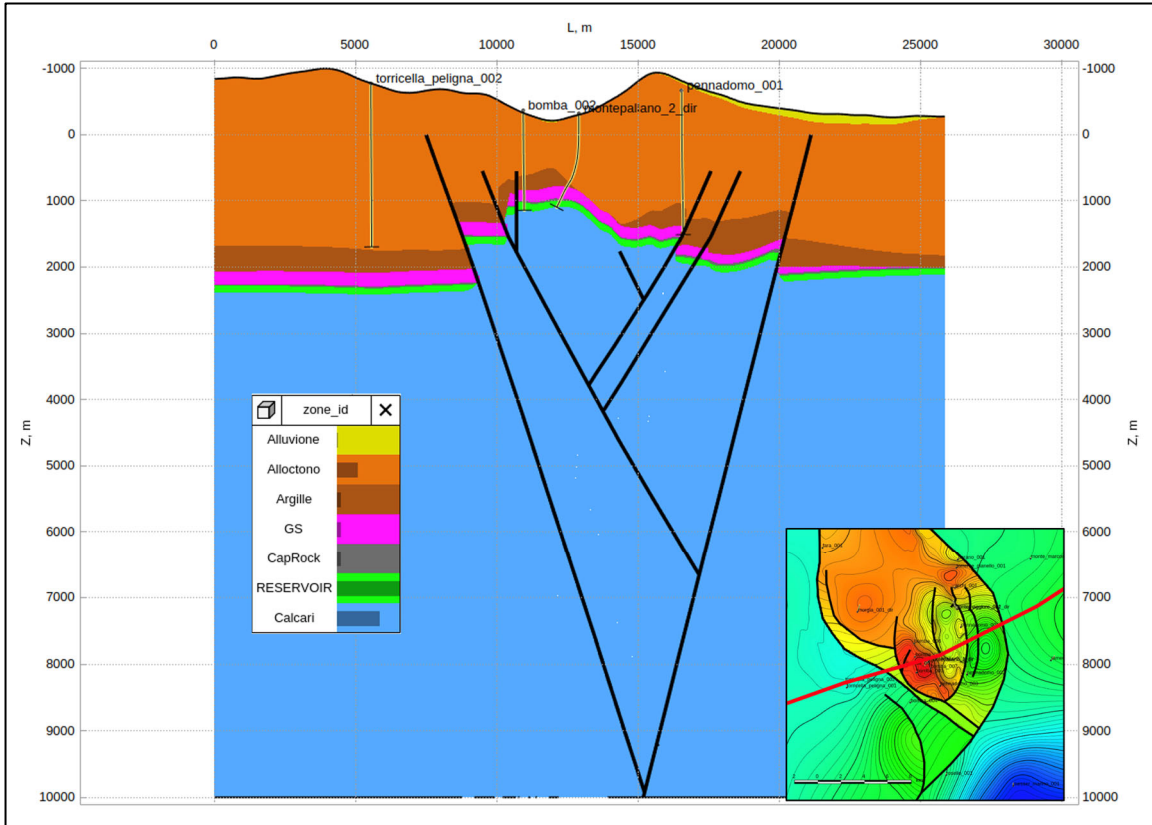 L, m
0 5000 10000 15000 20000 25000 30000
-1000 -1000
torricella_peligna_002
pennadomo_001
bomba_002
montepallano_2_dir
0 0
1000 1000
2000 2000
3000 3000
4000 4000
Z, m Z, m
5000 5000
6000 6000
7000 7000
8000 8000
9000 9000
10000 10000
zone_id
Alluvione
Alloctono
Argille
GS
CapRock
RESERVOIR
Calcari